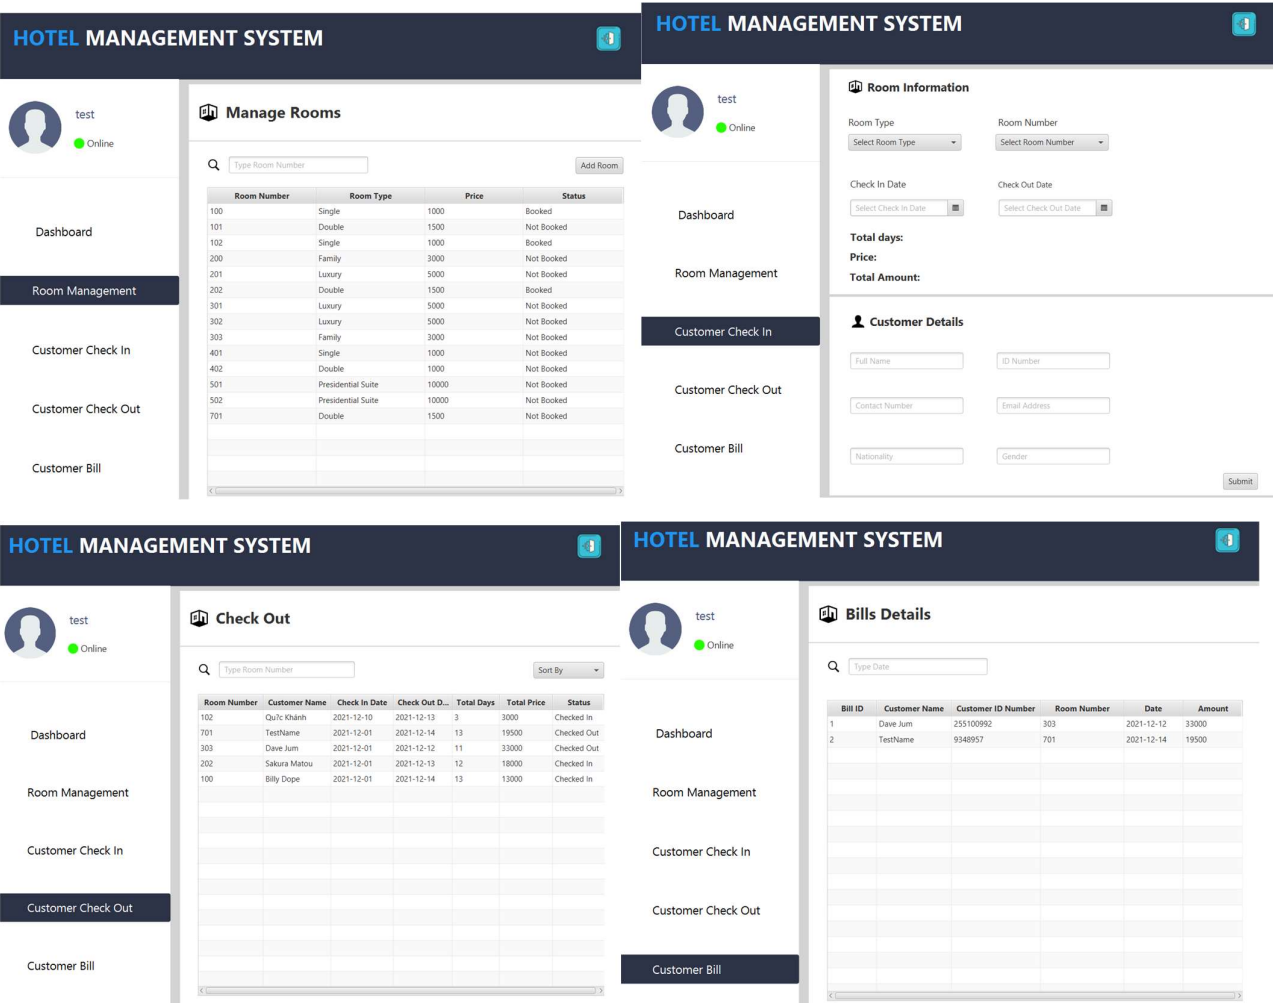 HOTEL MANAGEMENT SYSTEM
test
Online
Dashboard
Room Management
Customer Check In
Customer Check Out
Customer Bill
Manage Rooms
Type Room Number
Add Room
Room Number Room Type Price Status
100 Single 1000 Booked
101 Double 1500 Not Booked
102 Single 1000 Booked
200 Family 3000 Not Booked
201 Luxury 5000 Not Booked
202 Double 1500 Booked
301 Luxury 5000 Not Booked
302 Luxury 5000 Not Booked
303 Family 3000 Not Booked
401 Single 1000 Not Booked
402 Double 1000 Not Booked
501 Presidential Suite 10000 Not Booked
502 Presidential Suite 10000 Not Booked
701 Double 1500 Not Booked
HOTEL MANAGEMENT SYSTEM
test
Online
Dashboard
Room Management
Customer Check In
Customer Check Out
Customer Bill
Room Information
Room Type Room Number
Select Room Type Select Room Number
Check In Date Check Out Date
Select Check In Date Select Check Out Date
Total days:
Price:
Total Amount:
Customer Details
Full Name ID Number
Contact Number Email Address
Nationality Gender
Submit
HOTEL MANAGEMENT SYSTEM
test
Online
Dashboard
Room Management
Customer Check In
Customer Check Out
Customer Bill
Check Out
Type Room Number
Sort By
Room Number Customer Name Check In Date Check Out D... Total Days Total Price Status
102 Qu?c Khánh 2021-12-10 2021-12-13 3 3000 Checked In
701 TestName 2021-12-01 2021-12-14 13 19500 Checked Out
303 Dave Jum 2021-12-01 2021-12-12 11 33000 Checked Out
202 Sakura Matou 2021-12-01 2021-12-13 12 18000 Checked In
100 Billy Dope 2021-12-01 2021-12-14 13 13000 Checked In
HOTEL MANAGEMENT SYSTEM
test
Online
Dashboard
Room Management
Customer Check In
Customer Check Out
Customer Bill
Bills Details
Type Date
Bill ID Customer Name Customer ID Number Room Number Date Amount
1 Dave Jum 255100992 303 2021-12-12 33000
2 TestName 9348957 701 2021-12-14 19500